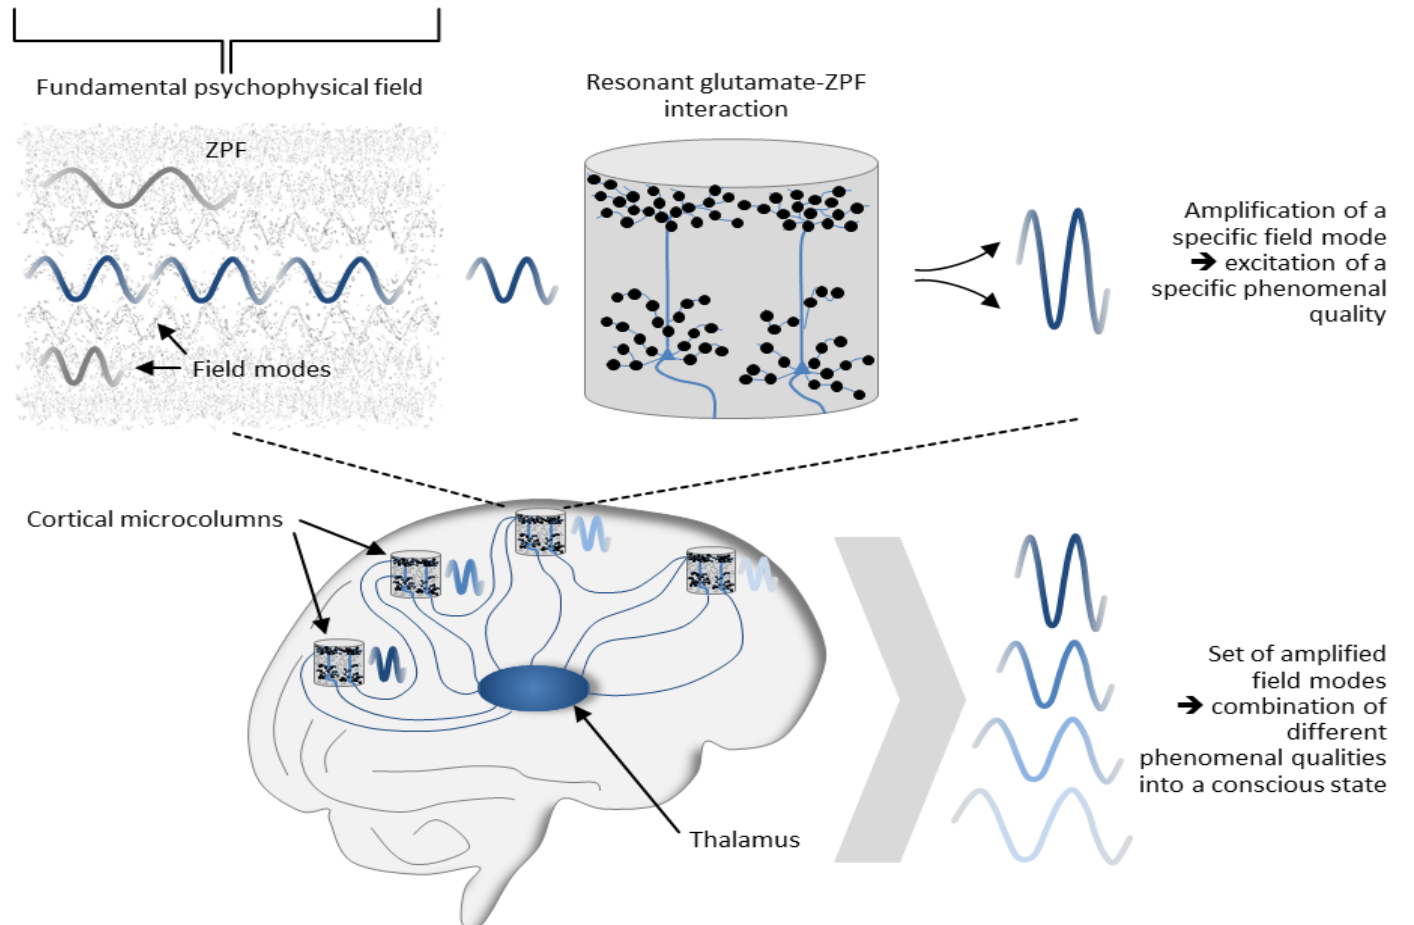 Fundamental psychophysical field
ZPF
Field modes
Resonant glutamate-ZPF
interaction
Amplification of a
specific field mode
➔ excitation of a
specific phenomenal
quality
Cortical microcolumns
Thalamus
Set of amplified
field modes
➔ combination of
different
phenomenal qualities
into a conscious state